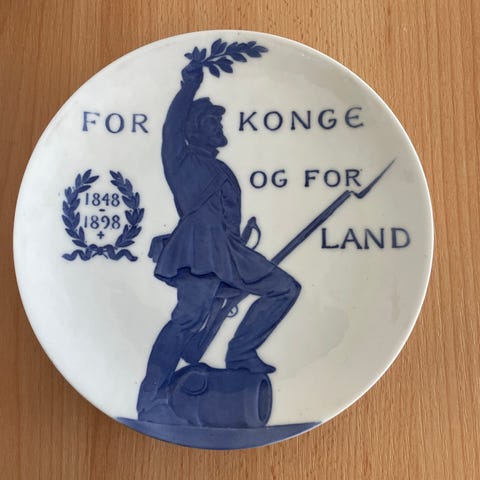 FOR KONGE
OG FOR
LAND
1848
-
1898
+